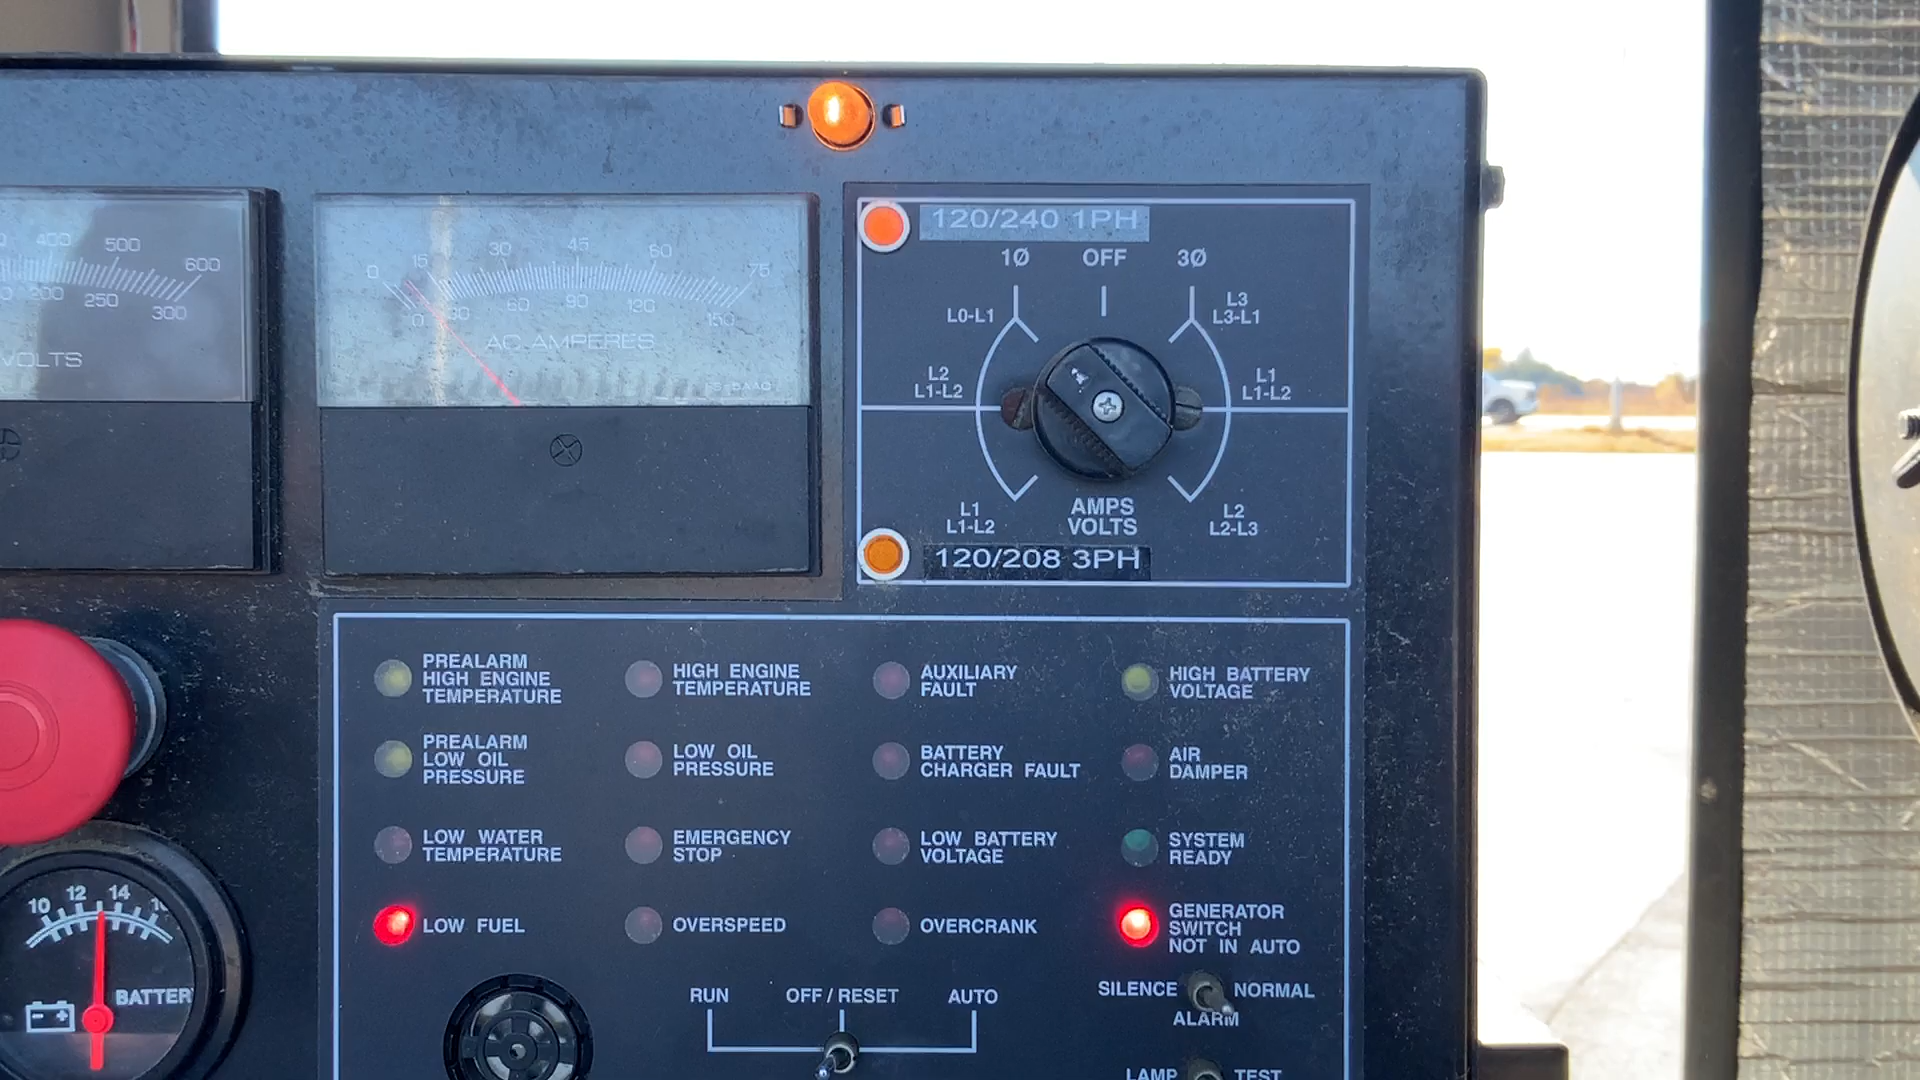 400 500 600
200 250 300
VOLTS
0 15 30 45 60 75
0 30 60 90 120 150
AC AMPERES
120/240 1PH
1Ø OFF 3Ø
L0-L1
L3
L3-L1
L2
L1-L2
L1
L1-L2
L1
L1-L2
AMPS
VOLTS
L2
L2-L3
120/208 3PH
PREALARM
HIGH ENGINE
TEMPERATURE
HIGH ENGINE
TEMPERATURE
AUXILIARY
FAULT
HIGH BATTERY
VOLTAGE
PREALARM
LOW OIL
PRESSURE
LOW OIL
PRESSURE
BATTERY
CHARGER FAULT
AIR
DAMPER
LOW WATER
TEMPERATURE
EMERGENCY
STOP
LOW BATTERY
VOLTAGE
SYSTEM
READY
LOW FUEL
OVERSPEED
OVERCRANK
GENERATOR
SWITCH
NOT IN AUTO
10 12 14
BATTER
- +
RUN OFF/RESET AUTO
SILENCE NORMAL
ALARM
LAMP TEST